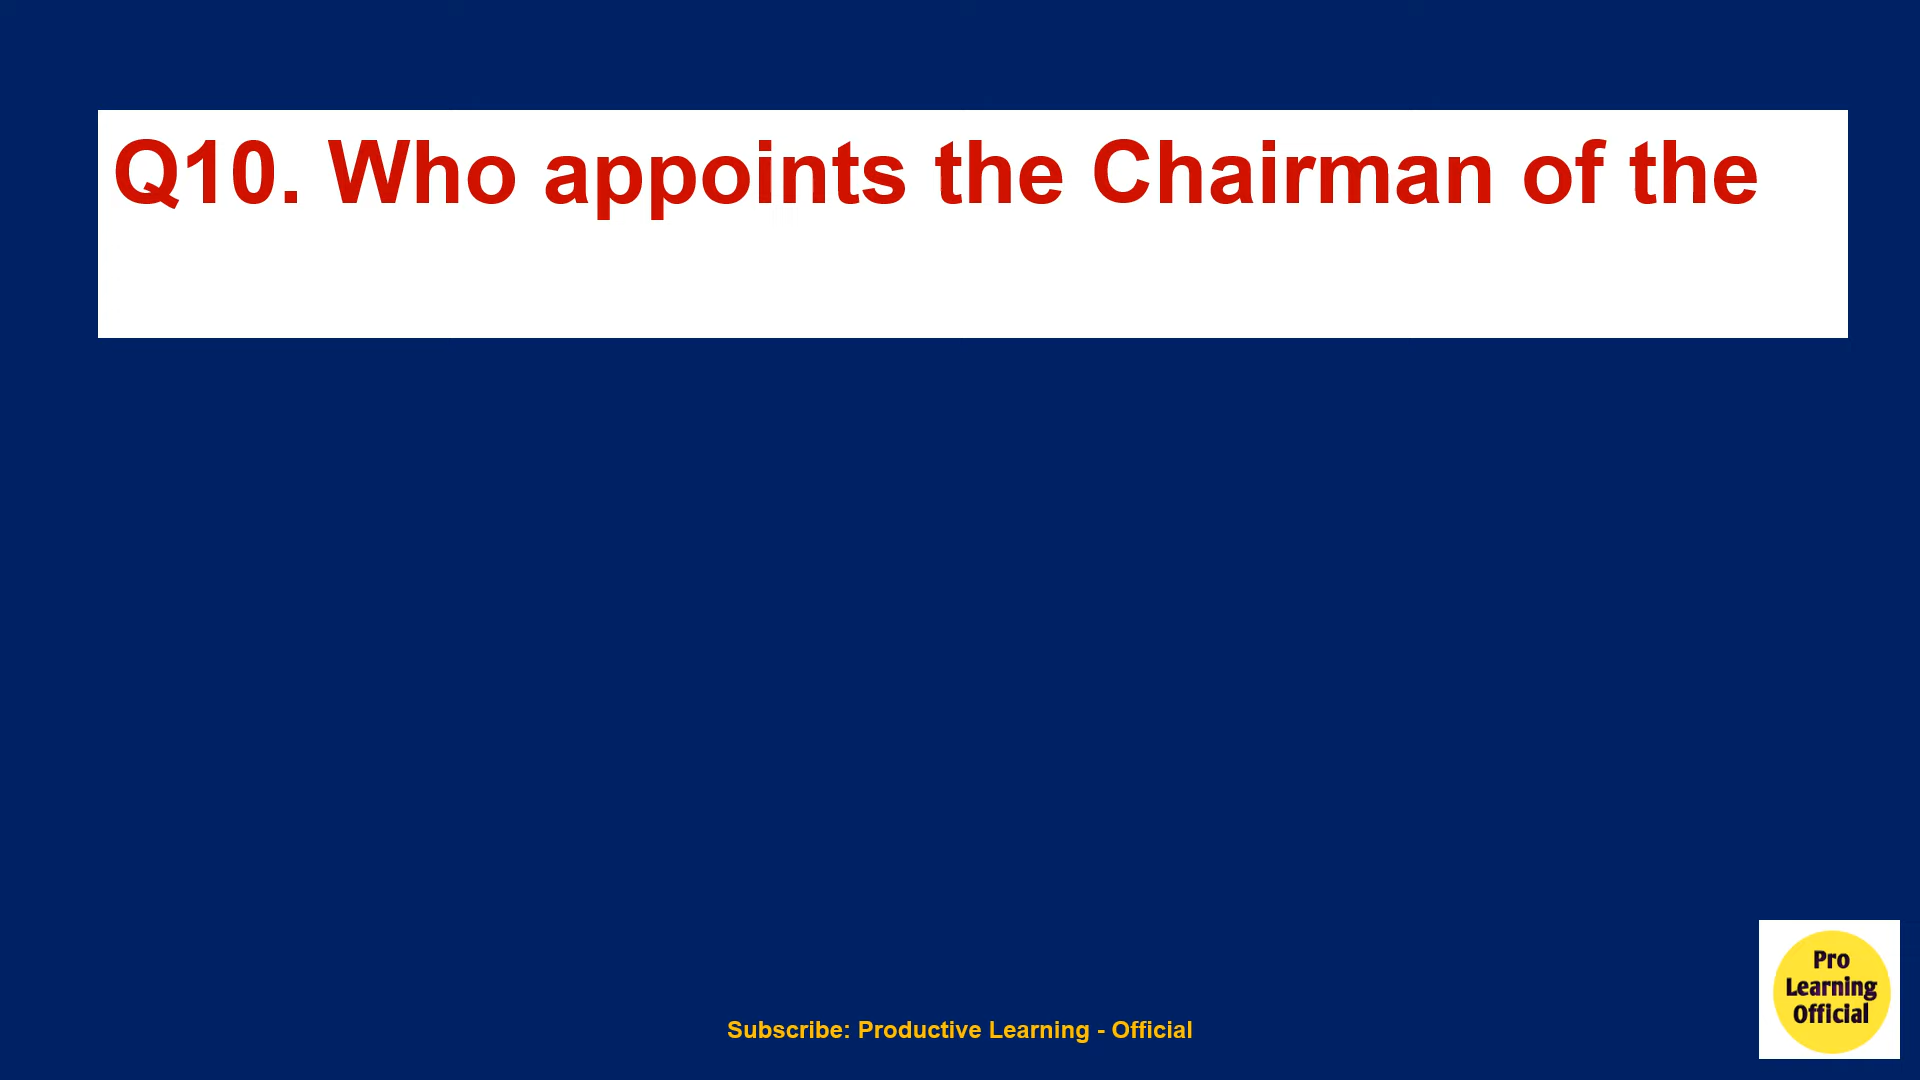 Q10. Who appoints the Chairman of the
Pro
Learning
Official
Subscribe: Productive Learning - Official